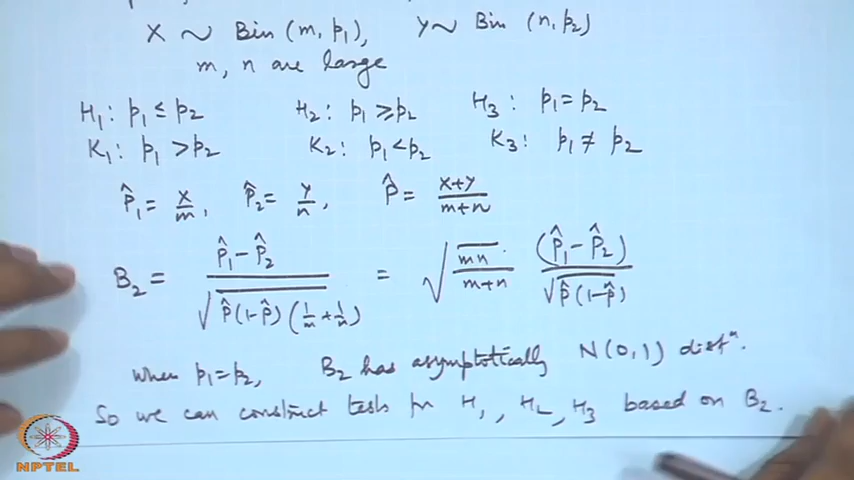 X ~ Bin (m, p₁), Y ~ Bin (n, p₂)
m, n are large
H₁: p₁ ≤ p₂ H₂: p₁ ≥ p₂ H₃: p₁ = p₂
K₁: p₁ > p₂ K₂: p₁ < p₂ K₃: p₁ ≠ p₂
p̂₁ = X/m, p̂₂ = Y/n, p̂ = (X+Y)/(m+n)
B₂ = (p̂₁ - p̂₂)/√(p̂(1-p̂)(1/m + 1/n)) = √(mn/(m+n)) (p̂₁ - p̂₂)/√(p̂(1-p̂))
when p₁ = p₂, B₂ has asymptotically N(0,1) distⁿ.
So we can construct tests for H₁, H₂, H₃ based on B₂.
NPTEL